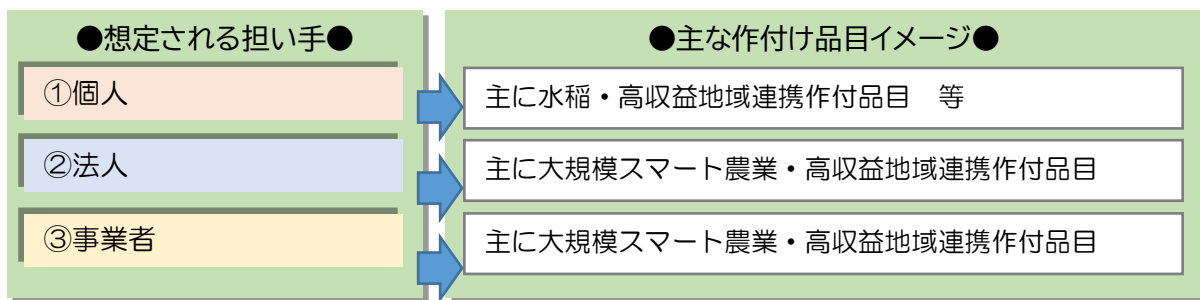 ●想定される担い手●
●主な作付け品目イメージ●
①個人
主に水稲・高収益地域連携作付品目　等
②法人
主に大規模スマート農業・高収益地域連携作付品目
③事業者
主に大規模スマート農業・高収益地域連携作付品目